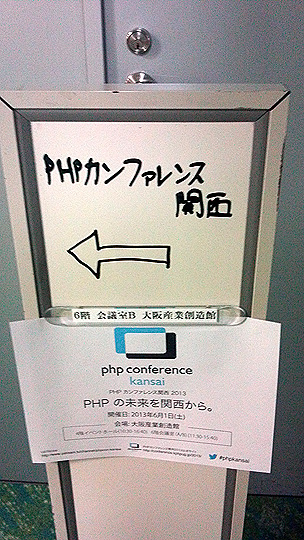 PHPカンファレンス
関西
6階 会議室B 大阪産業創造館
php conference
kansai
PHP カンファレンス関西 2013
PHP の未来を関西から。
開催日: 2013年6月1日(土)
会場: 大阪産業創造館
#phpkansai